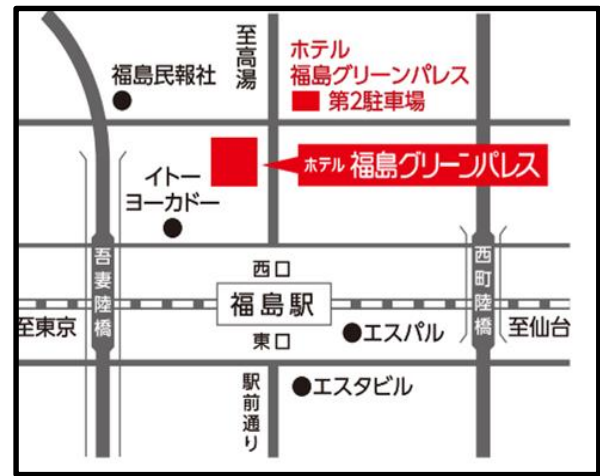 至高湯
ホテル
福島グリーンパレス
第2駐車場
福島民報社
ホテル 福島グリーンパレス
イトー
ヨーカドー
吾妻陸橋
西口
西町陸橋
福島駅
至東京
東口
エスパル
至仙台
駅前通り
エスタビル